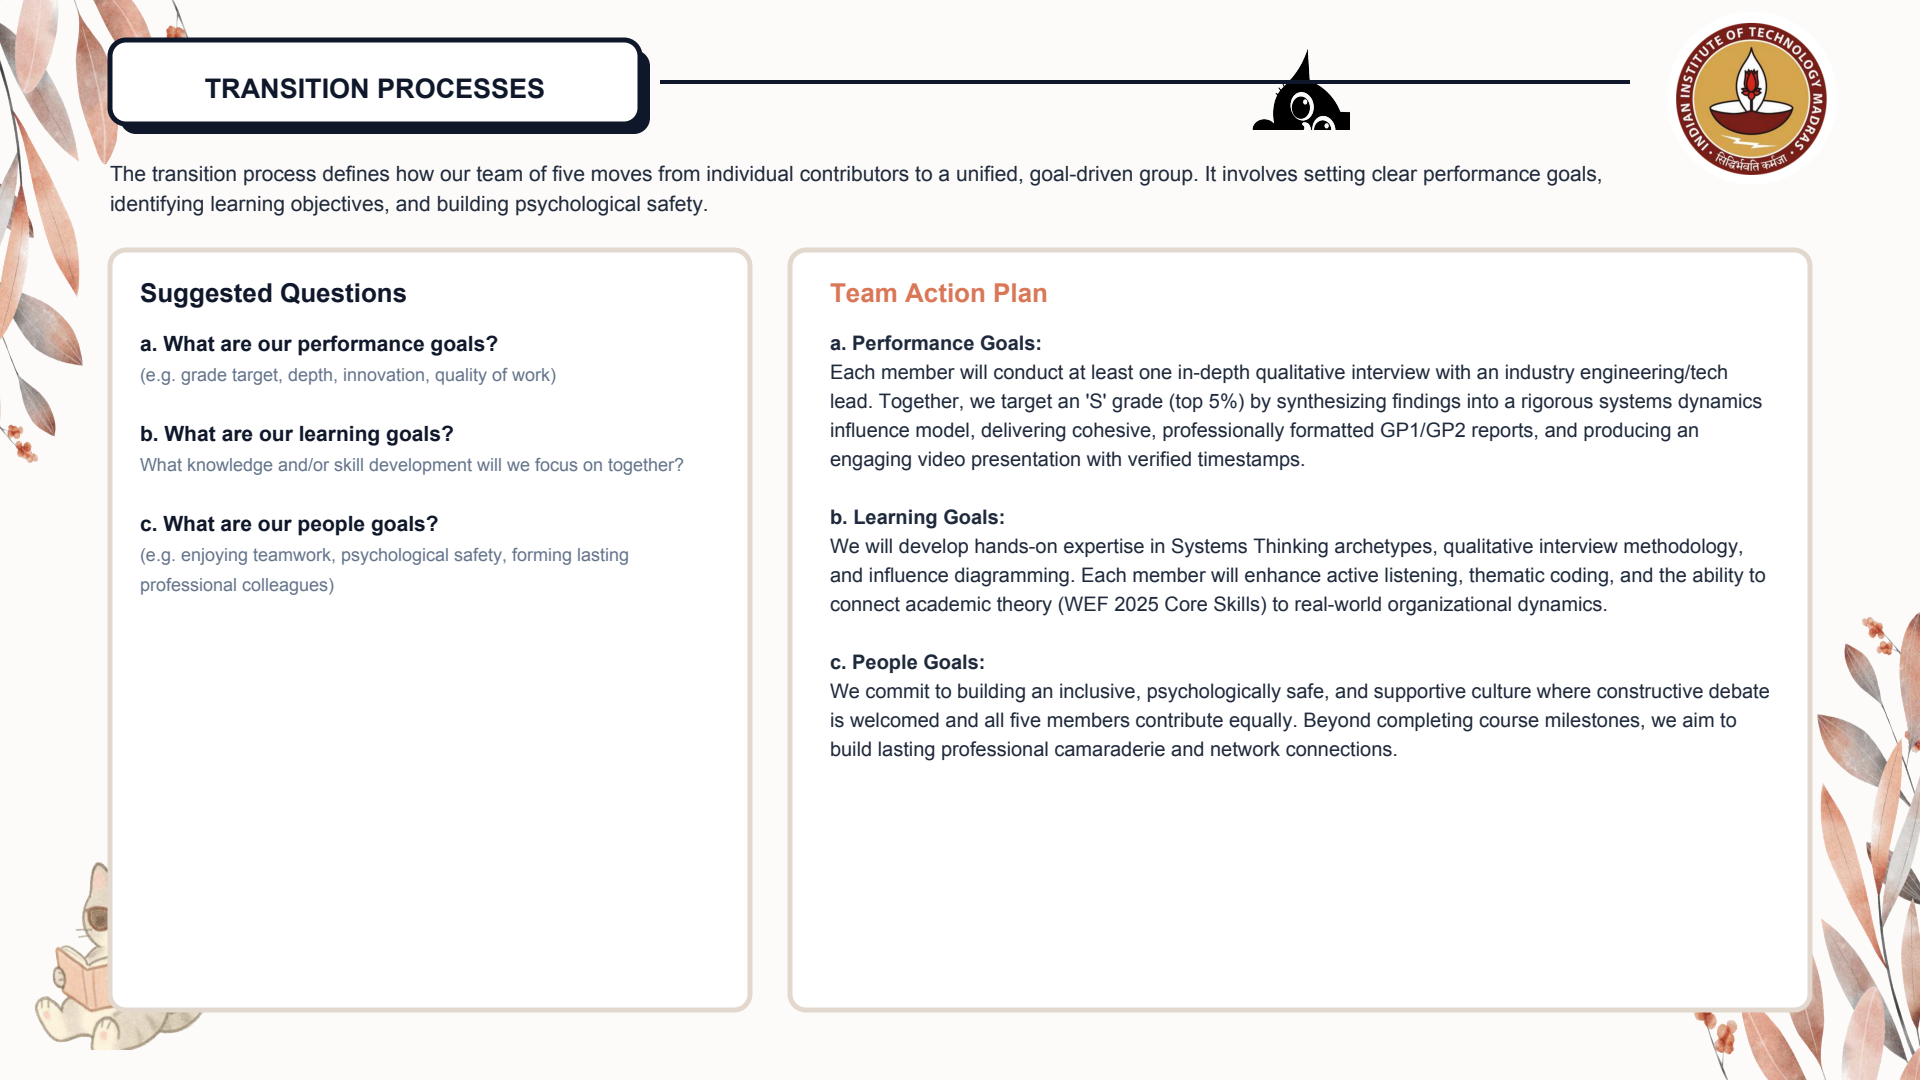 TRANSITION PROCESSES
INDIAN INSTITUTE OF TECHNOLOGY MADRAS
सिद्धिर्भवति कर्मजा
The transition process defines how our team of five moves from individual contributors to a unified, goal-driven group. It involves setting clear performance goals,
identifying learning objectives, and building psychological safety.
Suggested Questions
a. What are our performance goals?
(e.g. grade target, depth, innovation, quality of work)
b. What are our learning goals?
What knowledge and/or skill development will we focus on together?
c. What are our people goals?
(e.g. enjoying teamwork, psychological safety, forming lasting
professional colleagues)
Team Action Plan
a. Performance Goals:
Each member will conduct at least one in-depth qualitative interview with an industry engineering/tech
lead. Together, we target an 'S' grade (top 5%) by synthesizing findings into a rigorous systems dynamics
influence model, delivering cohesive, professionally formatted GP1/GP2 reports, and producing an
engaging video presentation with verified timestamps.
b. Learning Goals:
We will develop hands-on expertise in Systems Thinking archetypes, qualitative interview methodology,
and influence diagramming. Each member will enhance active listening, thematic coding, and the ability to
connect academic theory (WEF 2025 Core Skills) to real-world organizational dynamics.
c. People Goals:
We commit to building an inclusive, psychologically safe, and supportive culture where constructive debate
is welcomed and all five members contribute equally. Beyond completing course milestones, we aim to
build lasting professional camaraderie and network connections.